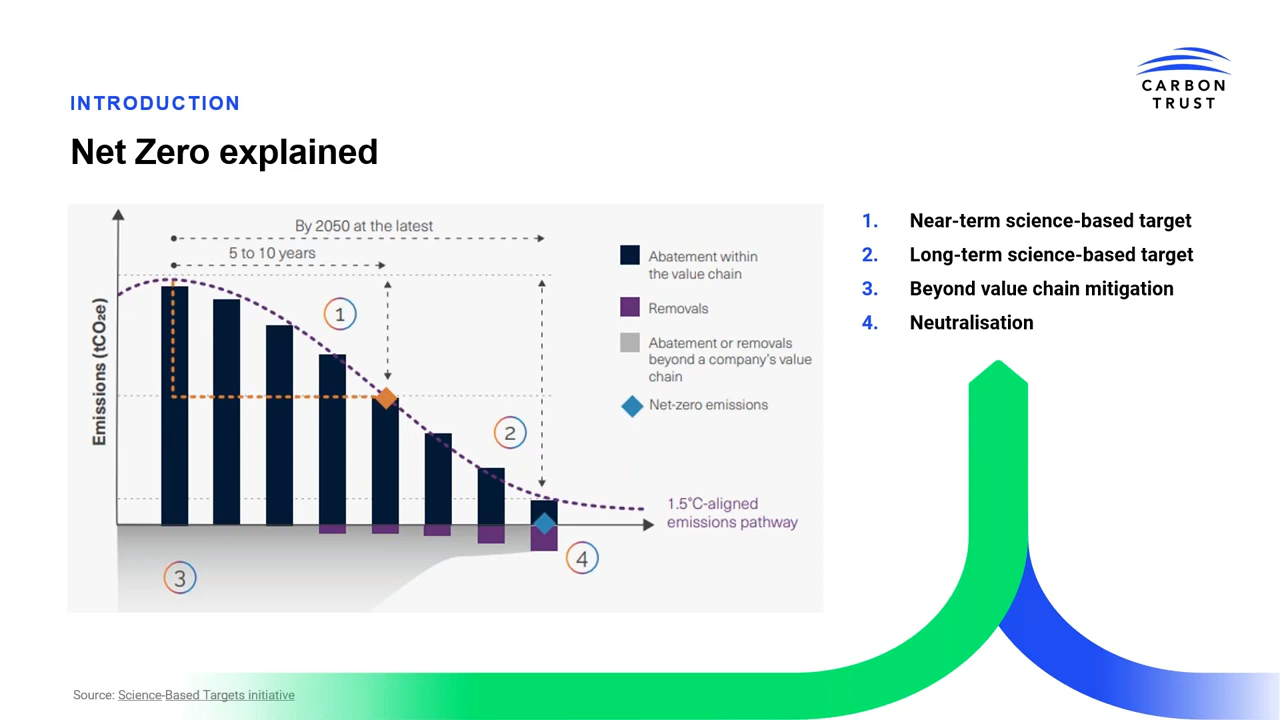 CARBON
TRUST
INTRODUCTION
Net Zero explained
By 2050 at the latest
5 to 10 years
Emissions (tCO₂e)
1
2
3
4
Abatement within
the value chain
Removals
Abatement or removals
beyond a company's value
chain
Net-zero emissions
1.5°C-aligned
emissions pathway
1. Near-term science-based target
2. Long-term science-based target
3. Beyond value chain mitigation
4. Neutralisation
Source: Science-Based Targets initiative